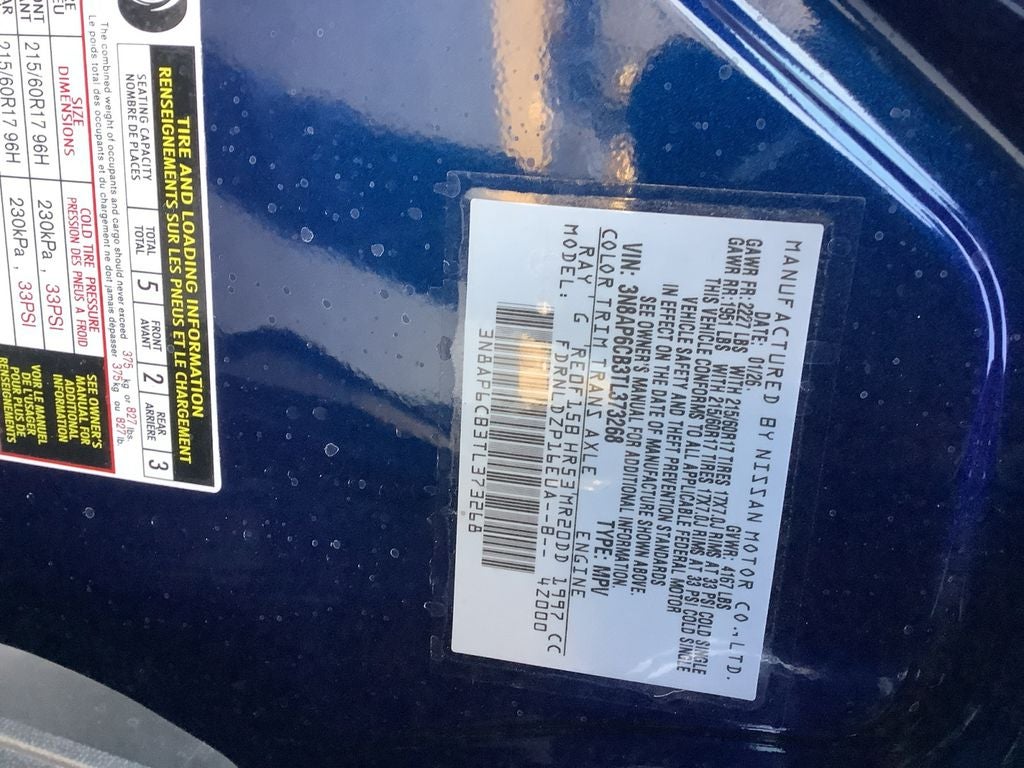 MANUFACTURED BY NISSAN MOTOR CO., LTD.
DATE: 01/26. GVWR: 4167 LBS
GAWR FR: 2227 LBS WITH 215/60R17 TIRES 17X7.0J RIMS AT 33 PSI COLD SINGLE
GAWR RR: 1961 LBS WITH 215/60R17 TIRES 17X7.0J RIMS AT 33 PSI COLD SINGLE
THIS VEHICLE CONFORMS TO ALL APPLICABLE FEDERAL MOTOR
VEHICLE SAFETY AND THEFT PREVENTION STANDARDS
IN EFFECT ON THE DATE OF MANUFACTURE SHOWN ABOVE.
SEE OWNER'S MANUAL FOR ADDITIONAL INFORMATION.
VIN: 3N8AP6CB3TL373268 TYPE: MPV
COLOR TRIM TRANS AXLE ENGINE
RAY G RE0F15B HR53 MR20DD 1997 CC
MODEL: FDRNLDZP16EUA--B-- 4Z000
3N8AP6CB3TL373268
TIRE AND LOADING INFORMATION
RENSEIGNEMENTS SUR LES PNEUS ET LE CHARGEMENT
SEATING CAPACITY
NOMBRE DE PLACES
TOTAL
TOTAL
5
FRONT
AVANT
2
REAR
ARRIÈRE
3
The combined weight of occupants and cargo should never exceed 375 kg or 827 lbs.
Le poids total des occupants et du chargement ne doit jamais dépasser 375 kg ou 827 lb.
SIZE
DIMENSIONS
COLD TIRE PRESSURE
PRESSION DES PNEUS A FROID
215/60R17 96H
230kPa , 33PSI
215/60R17 96H
230kPa , 33PSI
SEE OWNER'S
MANUAL FOR
ADDITIONAL
INFORMATION
VOIR LE MANUEL
DE L'USAGER
POUR PLUS DE
RENSEIGNEMENTS